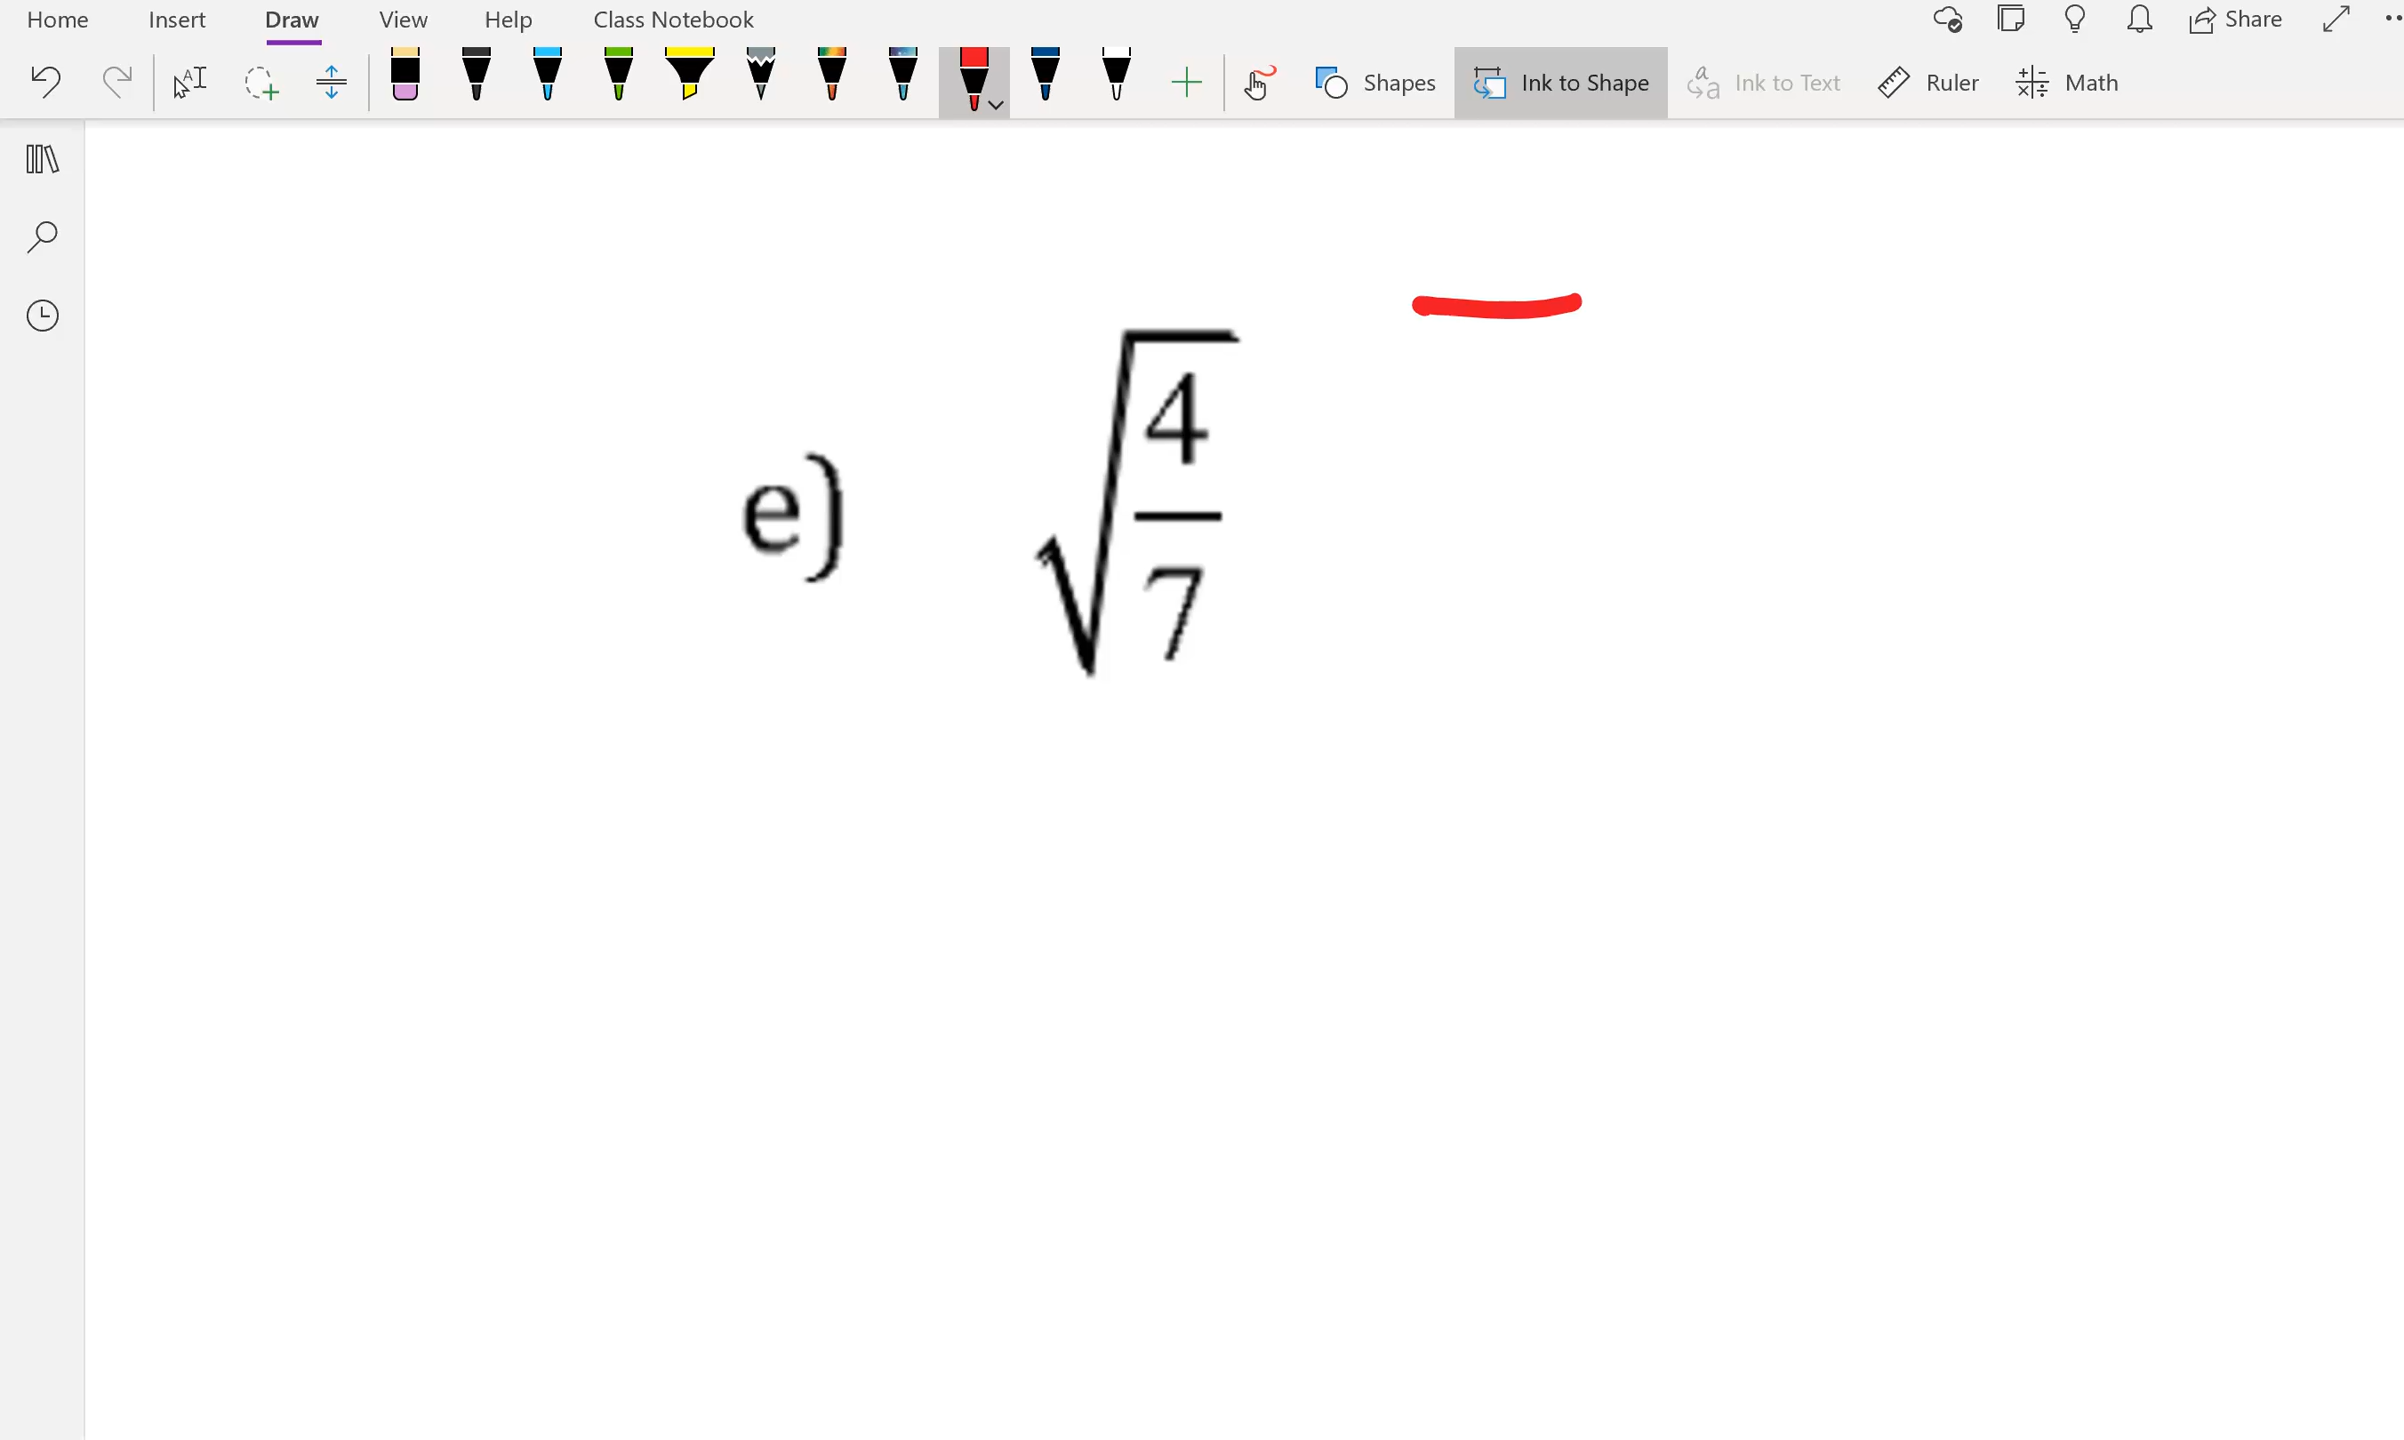 Home Insert Draw View Help Class Notebook Share
Shapes Ink to Shape Ink to Text Ruler Math
e) √(4/7)